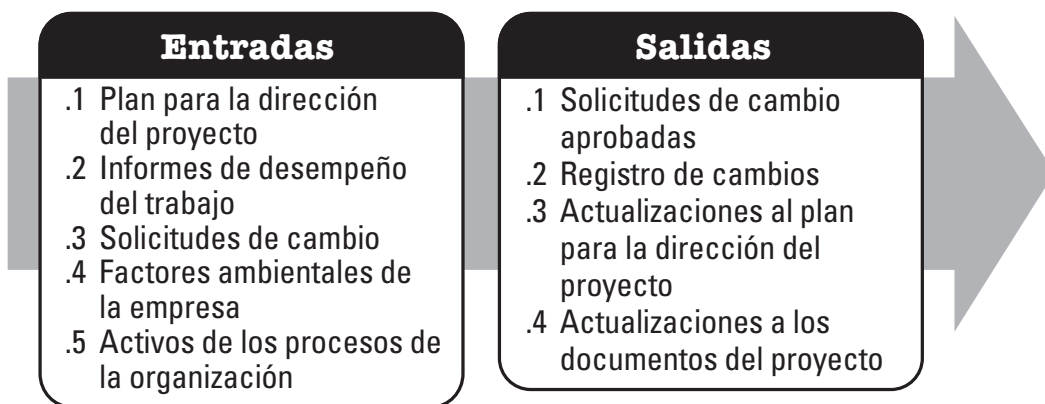 Entradas
.1 Plan para la dirección
del proyecto
.2 Informes de desempeño
del trabajo
.3 Solicitudes de cambio
.4 Factores ambientales de
la empresa
.5 Activos de los procesos de
la organización
Salidas
.1 Solicitudes de cambio
aprobadas
.2 Registro de cambios
.3 Actualizaciones al plan
para la dirección del
proyecto
.4 Actualizaciones a los
documentos del proyecto